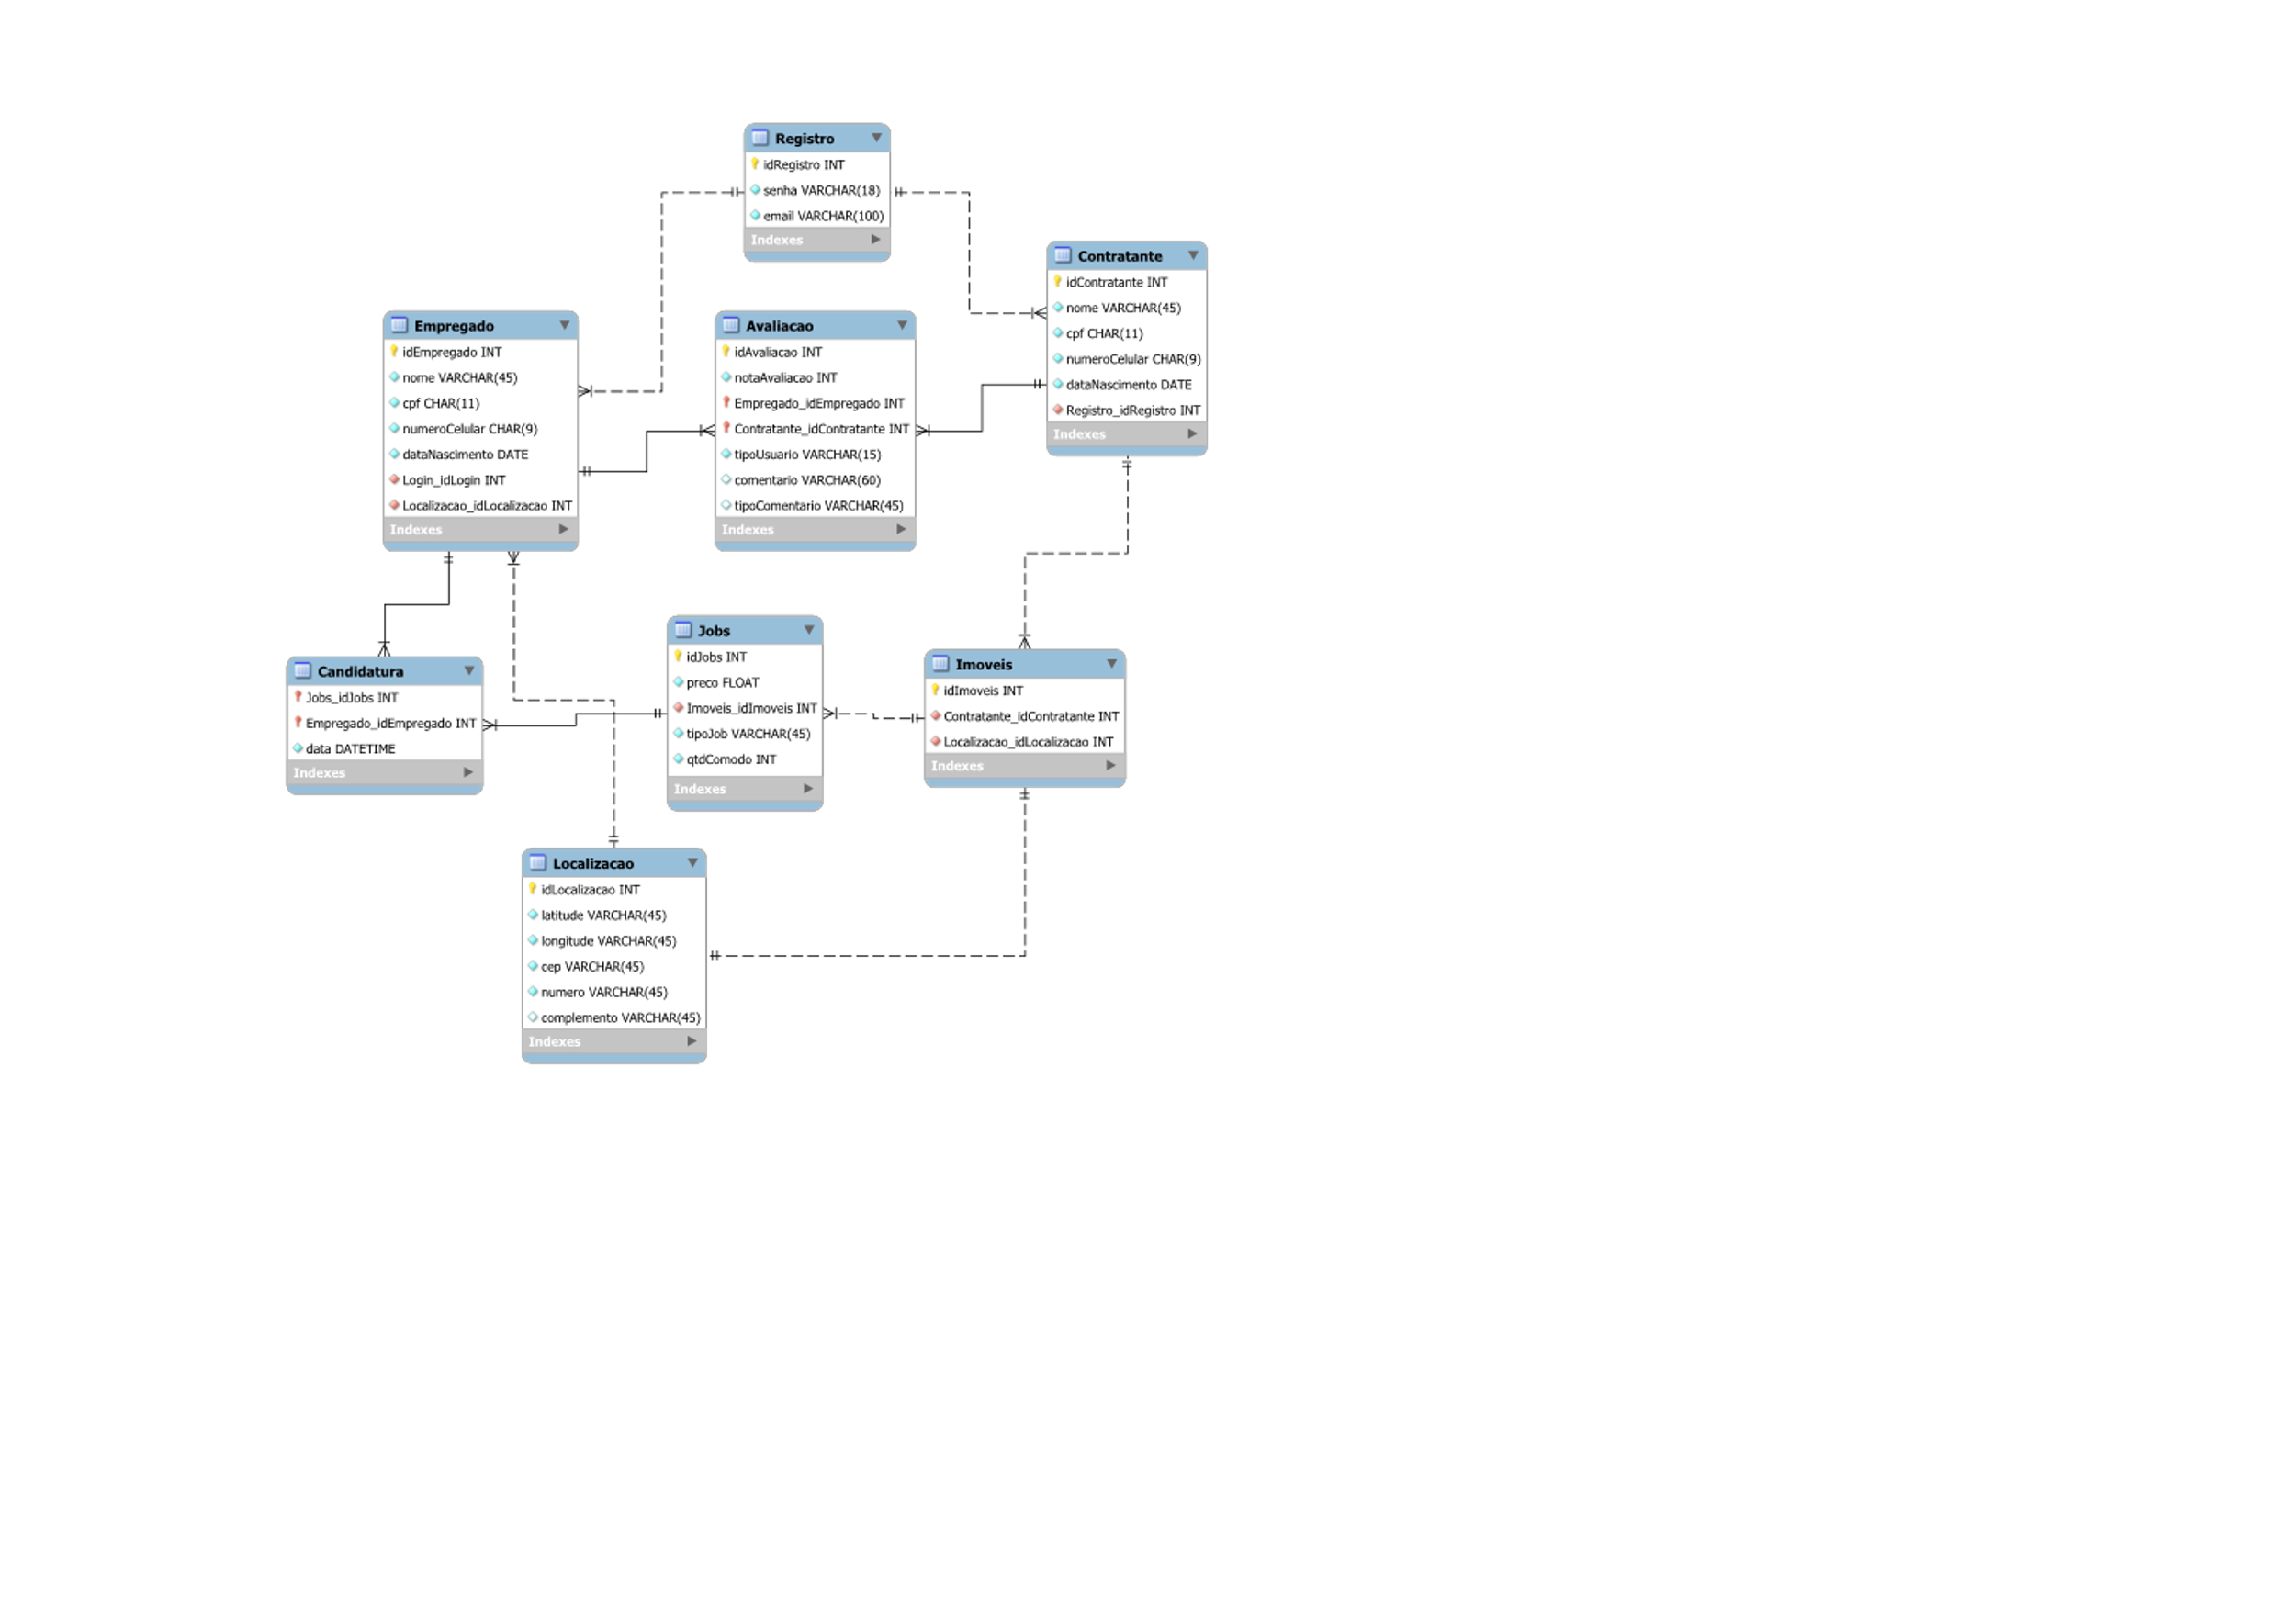 Registro
idRegistro INT
senha VARCHAR(18)
email VARCHAR(100)
Indexes
Contratante
idContratante INT
nome VARCHAR(45)
cpf CHAR(11)
numeroCelular CHAR(9)
dataNascimento DATE
Registro_idRegistro INT
Indexes
Empregado
idEmpregado INT
nome VARCHAR(45)
cpf CHAR(11)
numeroCelular CHAR(9)
dataNascimento DATE
Login_idLogin INT
Localizacao_idLocalizacao INT
Indexes
Avaliacao
idAvaliacao INT
notaAvaliacao INT
Empregado_idEmpregado INT
Contratante_idContratante INT
tipoUsuario VARCHAR(15)
comentario VARCHAR(60)
tipoComentario VARCHAR(45)
Indexes
Candidatura
Jobs_idJobs INT
Empregado_idEmpregado INT
data DATETIME
Indexes
Jobs
idJobs INT
preco FLOAT
Imoveis_idImoveis INT
tipoJob VARCHAR(45)
qtdComodo INT
Indexes
Imoveis
idImoveis INT
Contratante_idContratante INT
Localizacao_idLocalizacao INT
Indexes
Localizacao
idLocalizacao INT
latitude VARCHAR(45)
longitude VARCHAR(45)
cep VARCHAR(45)
numero VARCHAR(45)
complemento VARCHAR(45)
Indexes